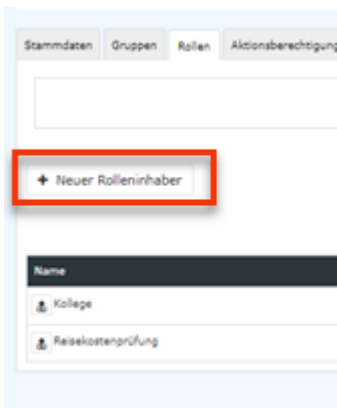 Stammdaten Gruppen Rollen Aktionsberechtigung
+ Neuer Rolleninhaber
Name
Kollege
Reisekostenprüfung